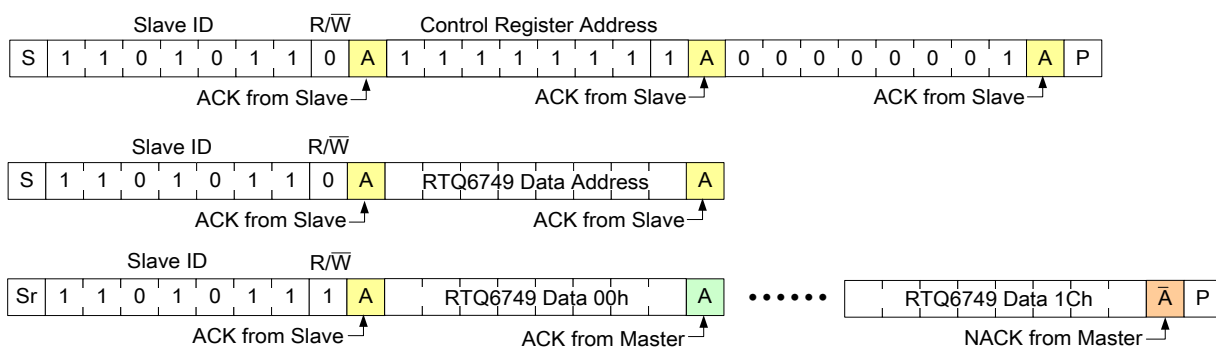 Slave ID R/W̅ Control Register Address
S 1 1 0 1 0 1 1 0 A 1 1 1 1 1 1 1 1 A 0 0 0 0 0 0 0 1 A P
ACK from Slave ACK from Slave ACK from Slave
Slave ID R/W̅
S 1 1 0 1 0 1 1 0 A RTQ6749 Data Address A
ACK from Slave ACK from Slave
Slave ID R/W̅
Sr 1 1 0 1 0 1 1 1 A RTQ6749 Data 00h A •••••• RTQ6749 Data 1Ch A̅ P
ACK from Slave ACK from Master NACK from Master